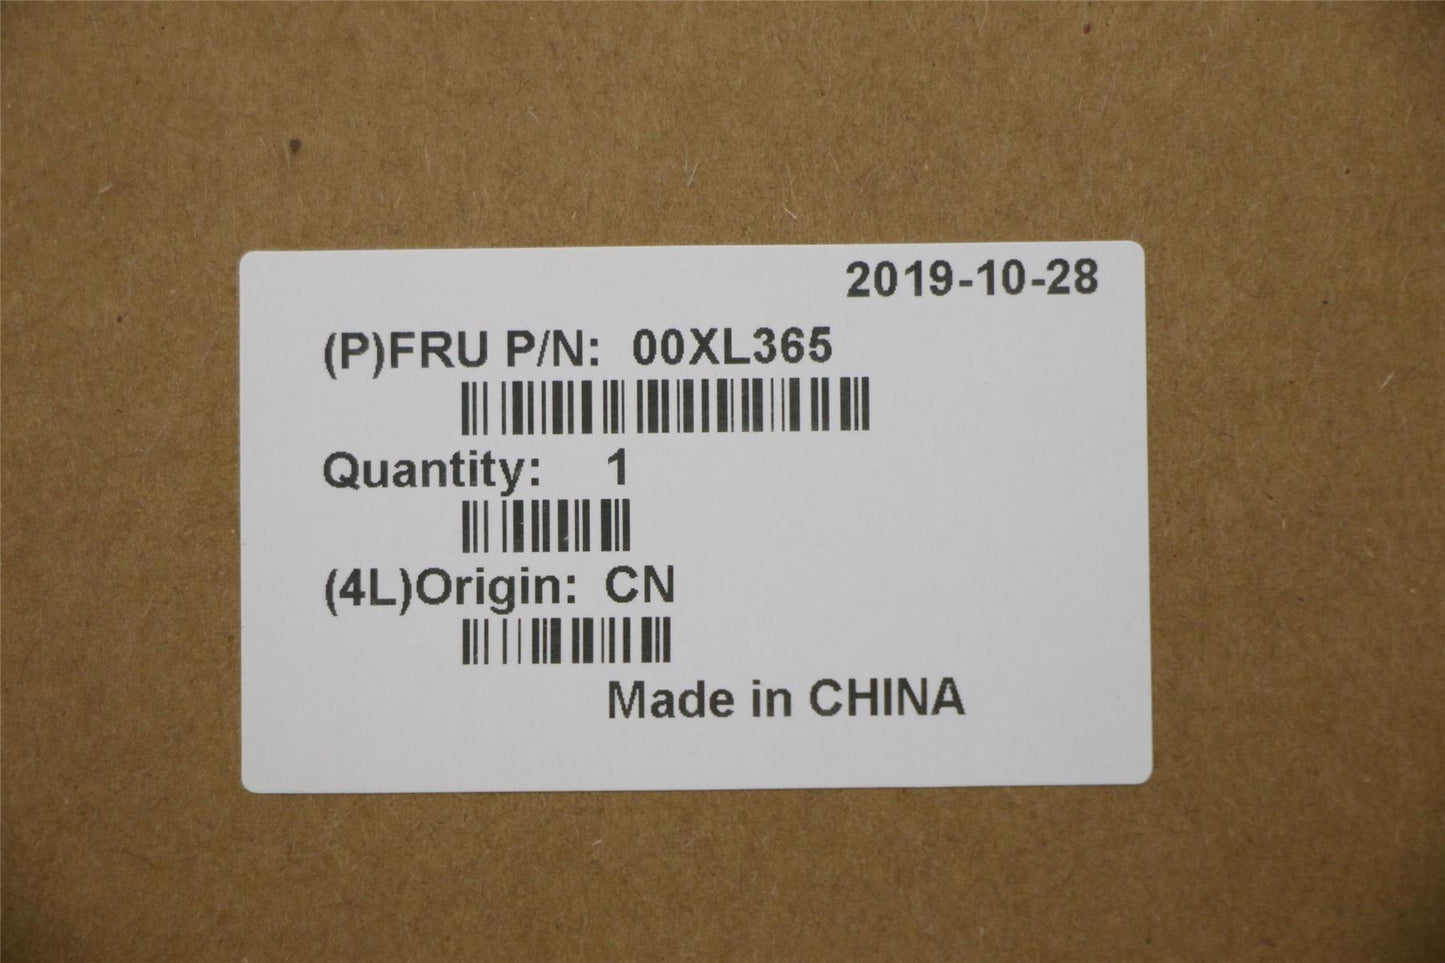 2019-10-28
(P)FRU P/N: 00XL365
Quantity: 1
(4L)Origin: CN
Made in CHINA